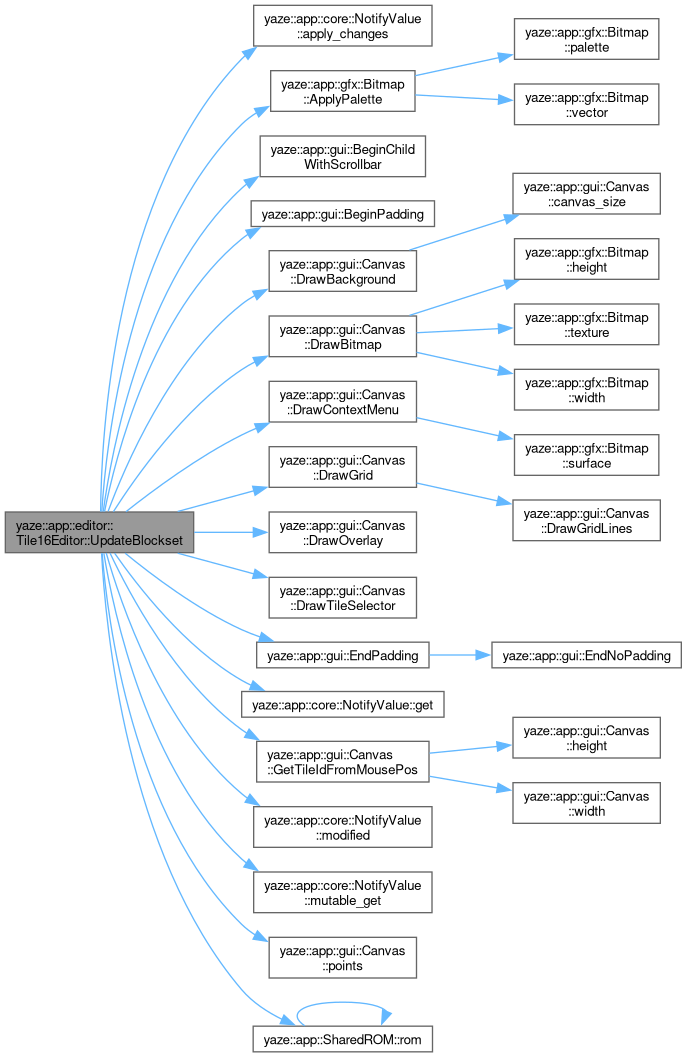 yaze::app::core::NotifyValue
::apply_changes
yaze::app::gfx::Bitmap
::palette
yaze::app::gfx::Bitmap
::ApplyPalette
yaze::app::gfx::Bitmap
::vector
yaze::app::gui::BeginChild
WithScrollbar
yaze::app::gui::Canvas
::canvas_size
yaze::app::gui::BeginPadding
yaze::app::gui::Canvas
::DrawBackground
yaze::app::gfx::Bitmap
::height
yaze::app::gui::Canvas
::DrawBitmap
yaze::app::gfx::Bitmap
::texture
yaze::app::gfx::Bitmap
::width
yaze::app::gui::Canvas
::DrawContextMenu
yaze::app::gfx::Bitmap
::surface
yaze::app::gui::Canvas
::DrawGrid
yaze::app::gui::Canvas
::DrawGridLines
yaze::app::editor::
Tile16Editor::UpdateBlockset
yaze::app::gui::Canvas
::DrawOverlay
yaze::app::gui::Canvas
::DrawTileSelector
yaze::app::gui::EndPadding
yaze::app::gui::EndNoPadding
yaze::app::core::NotifyValue::get
yaze::app::gui::Canvas
::height
yaze::app::gui::Canvas
::GetTileIdFromMousePos
yaze::app::gui::Canvas
::width
yaze::app::core::NotifyValue
::modified
yaze::app::core::NotifyValue
::mutable_get
yaze::app::gui::Canvas
::points
yaze::app::SharedROM::rom